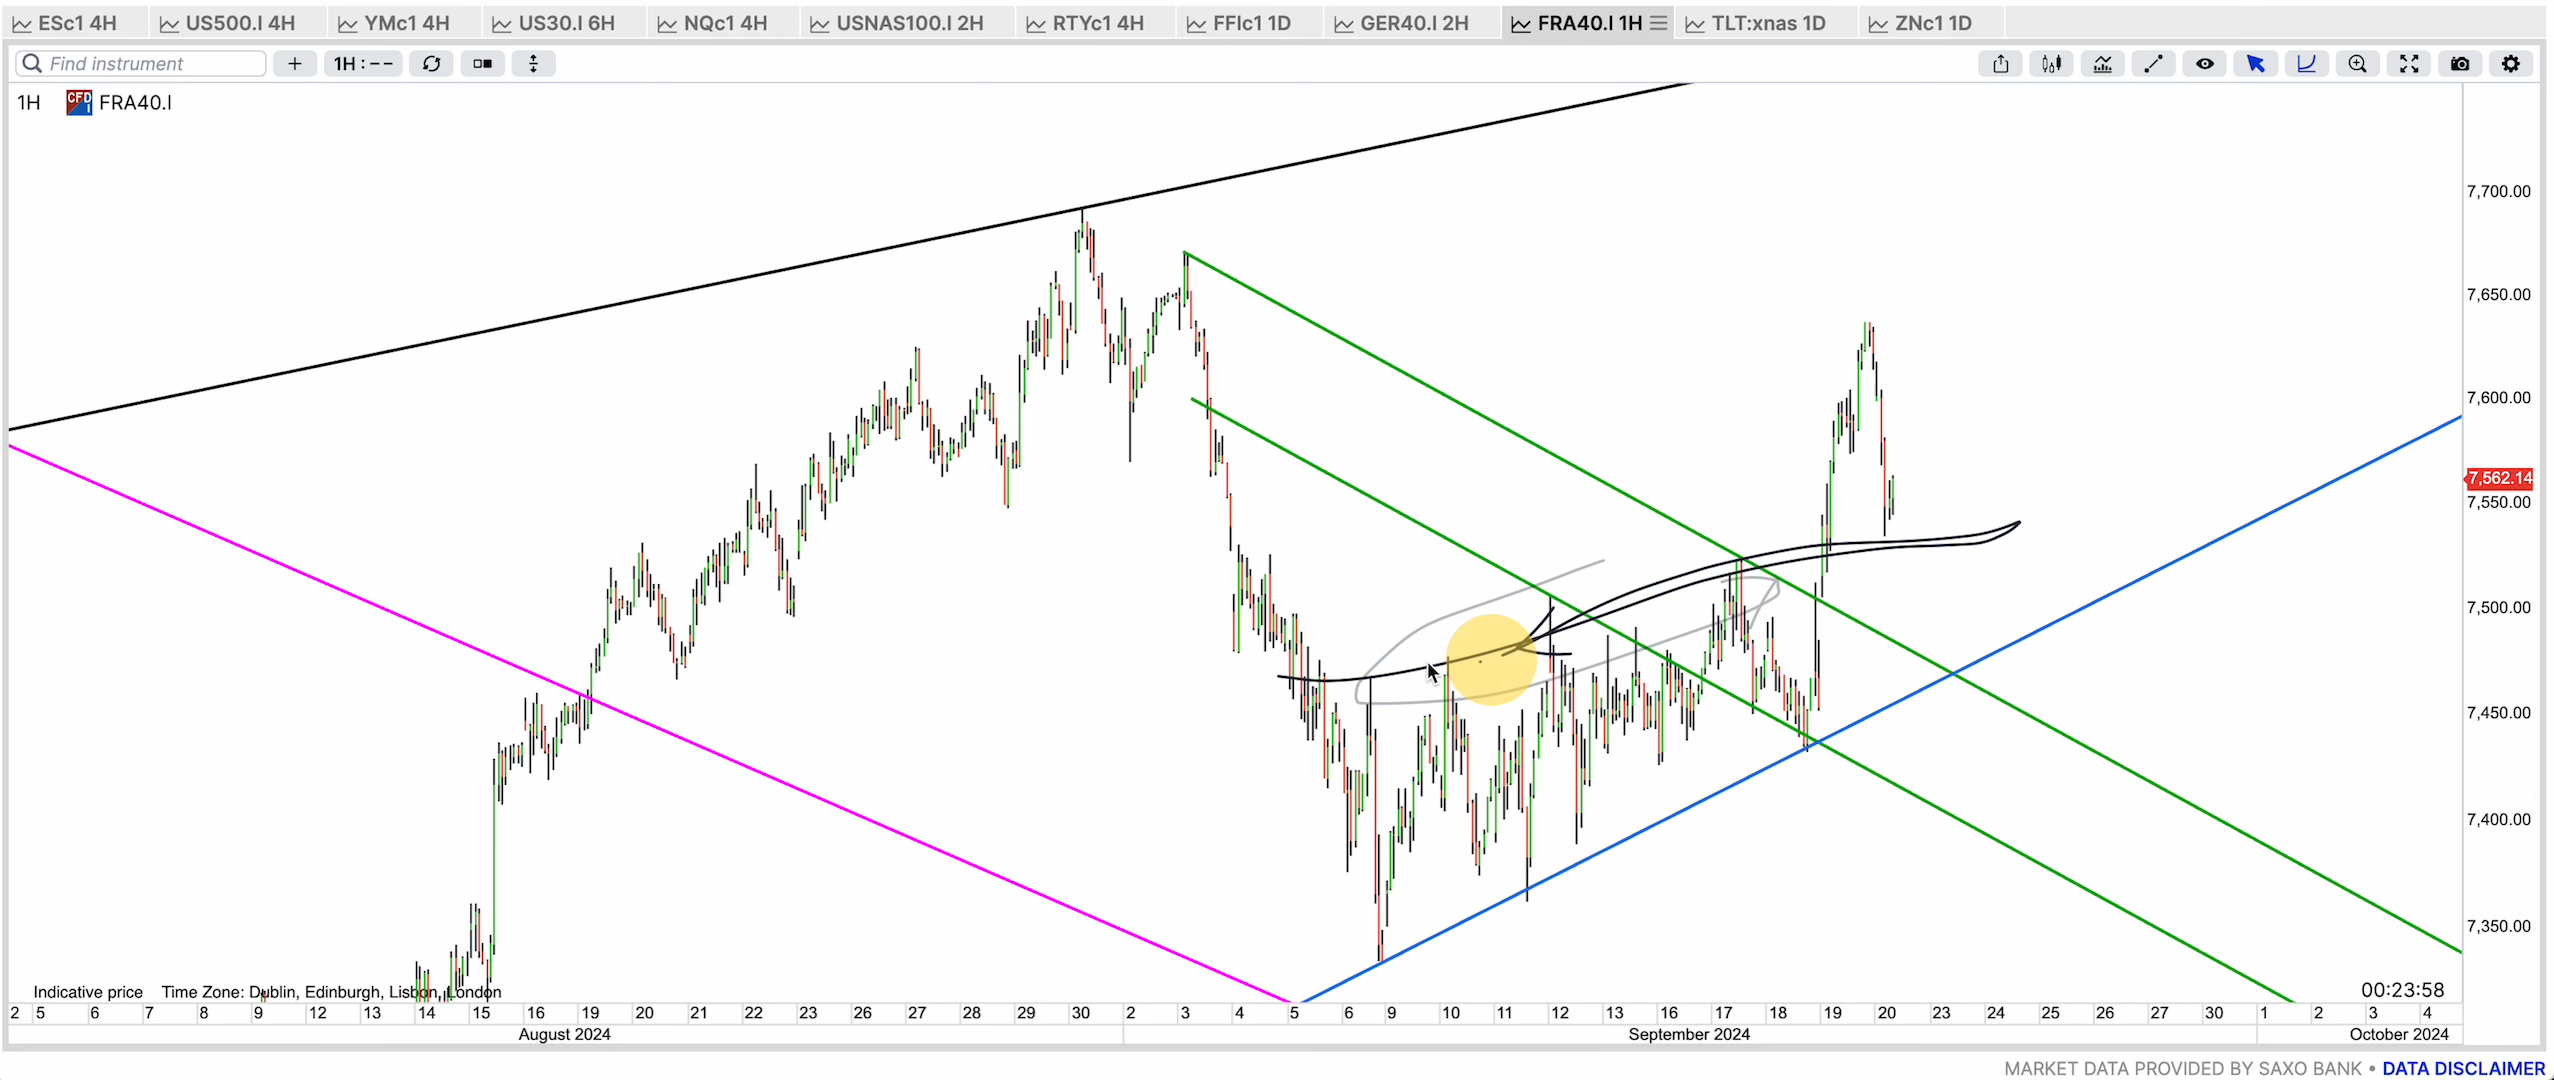 ESc1 4H US500.I 4H YMc1 4H US30.I 6H NQc1 4H USNAS100.I 2H RTYc1 4H FFIc1 1D GER40.I 2H FRA40.I 1H TLT:xnas 1D ZNc1 1D
Find instrument + 1H : --
1H CFD I FRA40.I
7,700.00
7,650.00
7,600.00
7,562.14
7,550.00
7,500.00
7,450.00
7,400.00
7,350.00
Indicative price Time Zone: Dublin, Edinburgh, Lisbon, London 00:23:58
2 5 6 7 8 9 12 13 14 15 16 19 20 21 22 23 26 27 28 29 30 2 3 4 5 6 9 10 11 12 13 16 17 18 19 20 23 24 25 26 27 30 1 2 3 4
August 2024 September 2024 October 2024
MARKET DATA PROVIDED BY SAXO BANK • DATA DISCLAIMER